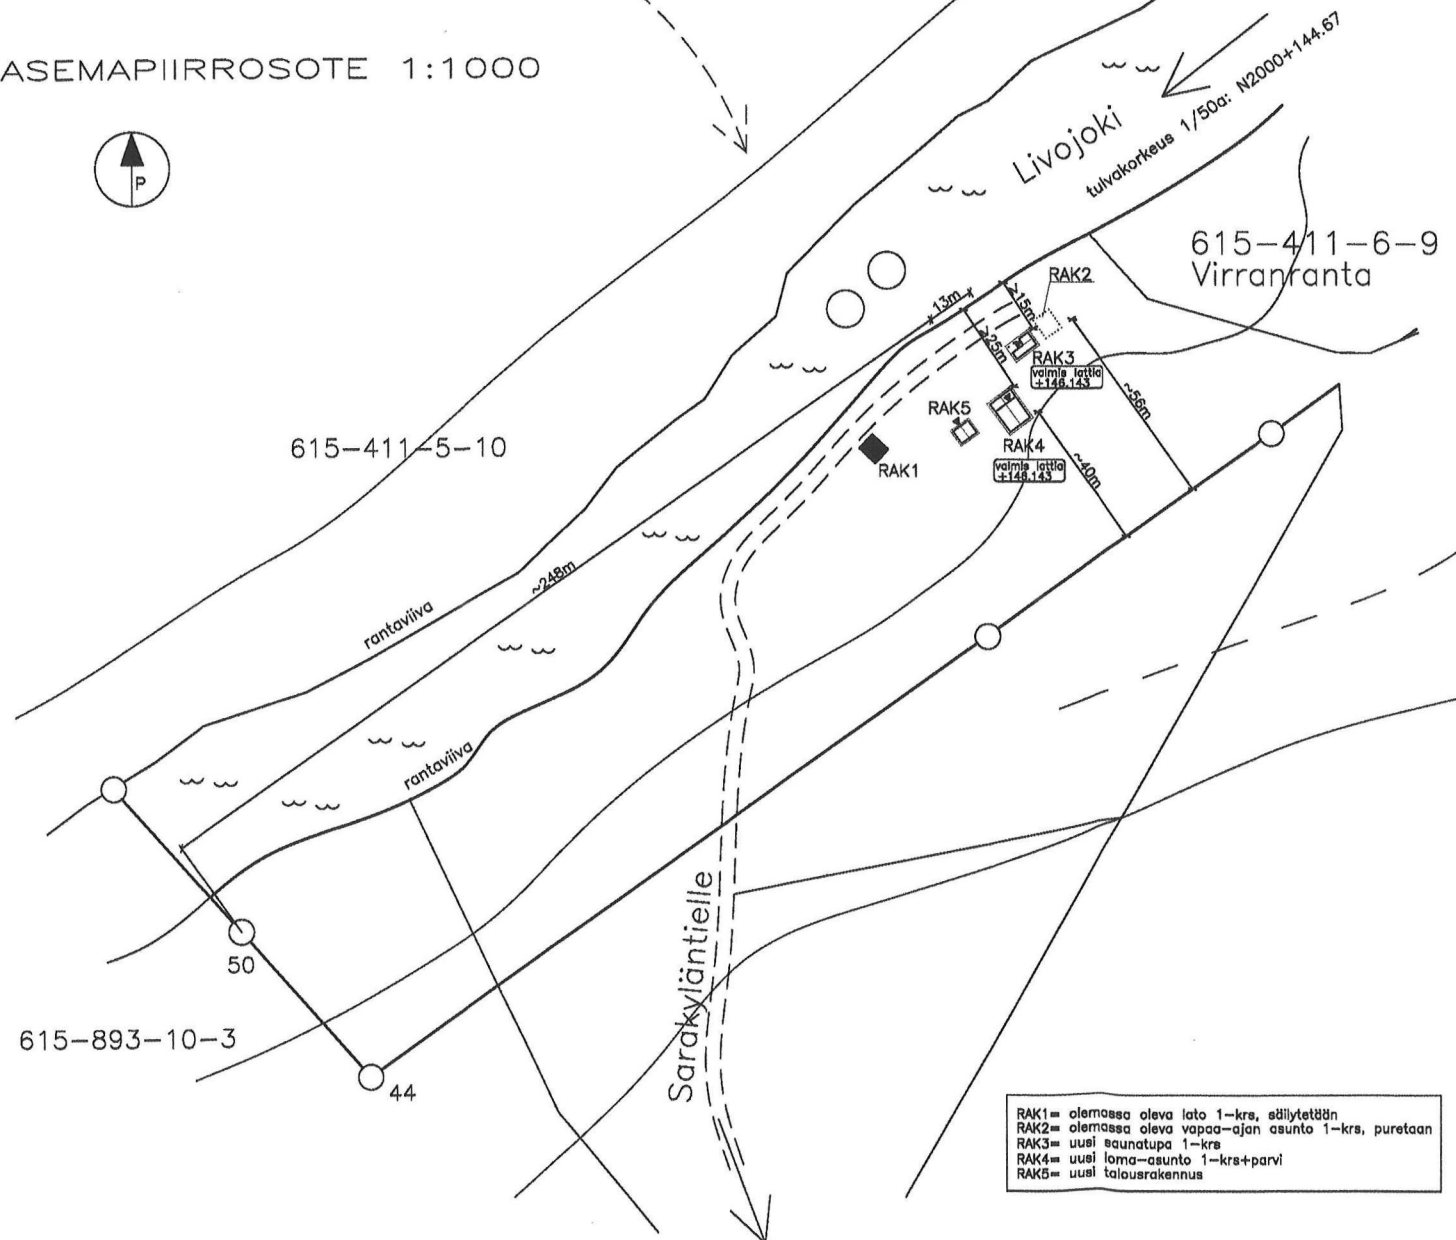 ASEMAPIIRROSOTE 1:1000
P
Livojoki
tulvakorkeus 1/50a: N2000+144.67
615-411-6-9
Virranranta
RAK2
13m
>15m
>25m
RAK3
valmis lattia
+146.143
~56m
RAK5
RAK4
valmis lattia
+146.143
~40m
RAK1
615-411-5-10
~248m
rantaviiva
rantaviiva
50
615-893-10-3
44
Sarakyläntielle
RAK1= olemassa oleva lato 1-krs, säilytetään
RAK2= olemassa oleva vapaa-ajan asunto 1-krs, puretaan
RAK3= uusi saunatupa 1-krs
RAK4= uusi loma-asunto 1-krs+parvi
RAK5= uusi talousrakennus